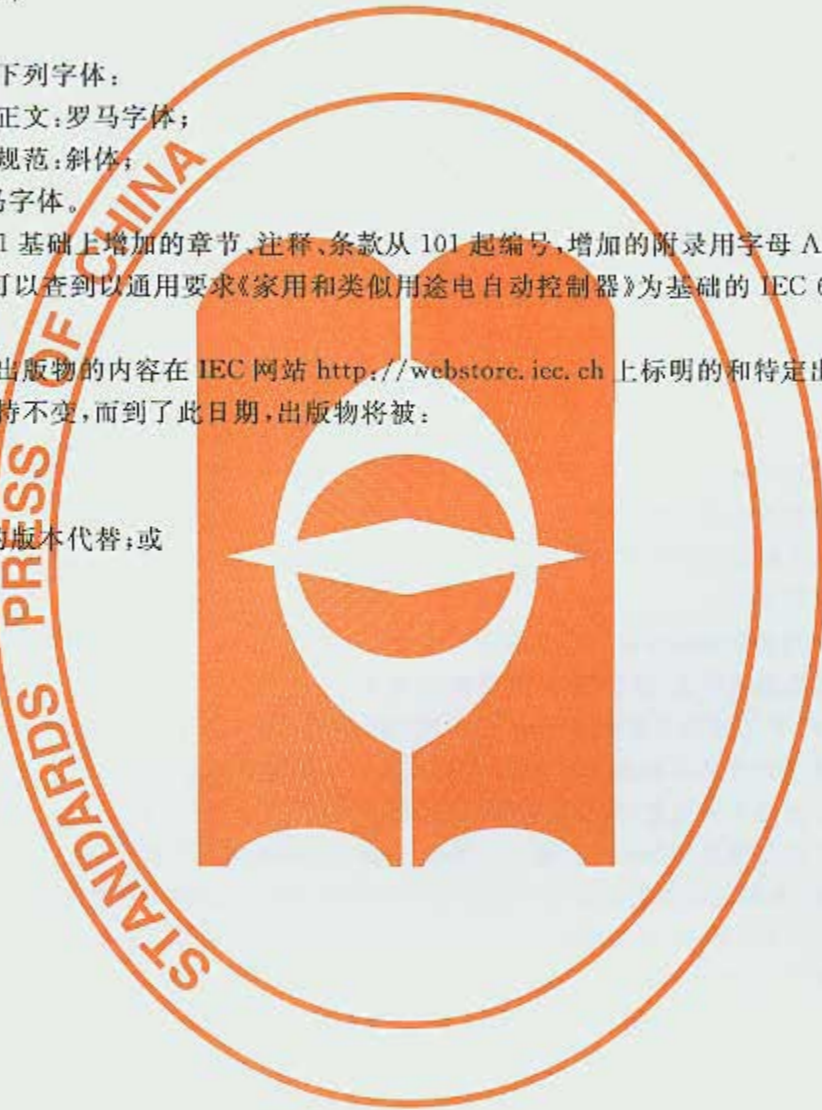 下列字体:
正文:罗马字体;
规范:斜体;
字体。
1 基础上增加的章节、注释、条款从 101 起编号,增加的附录用字母 A
可以查到以通用要求《家用和类似用途电自动控制器》为基础的 IEC 6
出版物的内容在 IEC 网站 http://webstore.iec.ch 上标明的和特定出
持不变,而到了此日期,出版物将被:
版本代替;或
STANDARDS PRESS OF CHINA